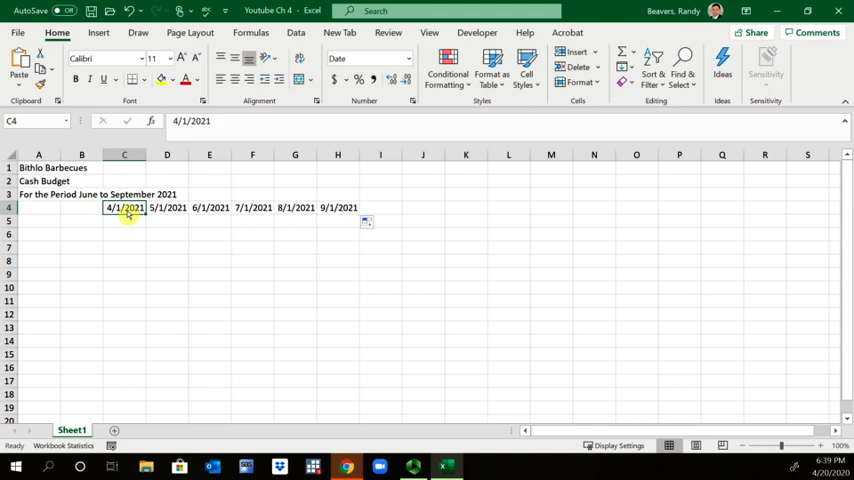 AutoSave Off Youtube Ch 4 - Excel Search Beavers, Randy
File Home Insert Draw Page Layout Formulas Data New Tab Review View Developer Help Acrobat Share Comments
Paste Calibri 11 A A Date Conditional Format as Cell Insert Σ Sort & Find & Ideas Sensitivity
B I U A $ % , Formatting Table Styles Delete Filter Select
Format
Clipboard Font Alignment Number Styles Cells Editing Ideas Sensitivity
C4 fx 4/1/2021
A B C D E F G H I J K L M N O P Q R S
1 Bithlo Barbecues
2 Cash Budget
3 For the Period June to September 2021
4 4/1/2021 5/1/2021 6/1/2021 7/1/2021 8/1/2021 9/1/2021
5
6
7
8
9
10
11
12
13
14
15
16
17
18
19
20
Sheet1
Ready Workbook Statistics Display Settings 100%
6:39 PM
4/20/2020